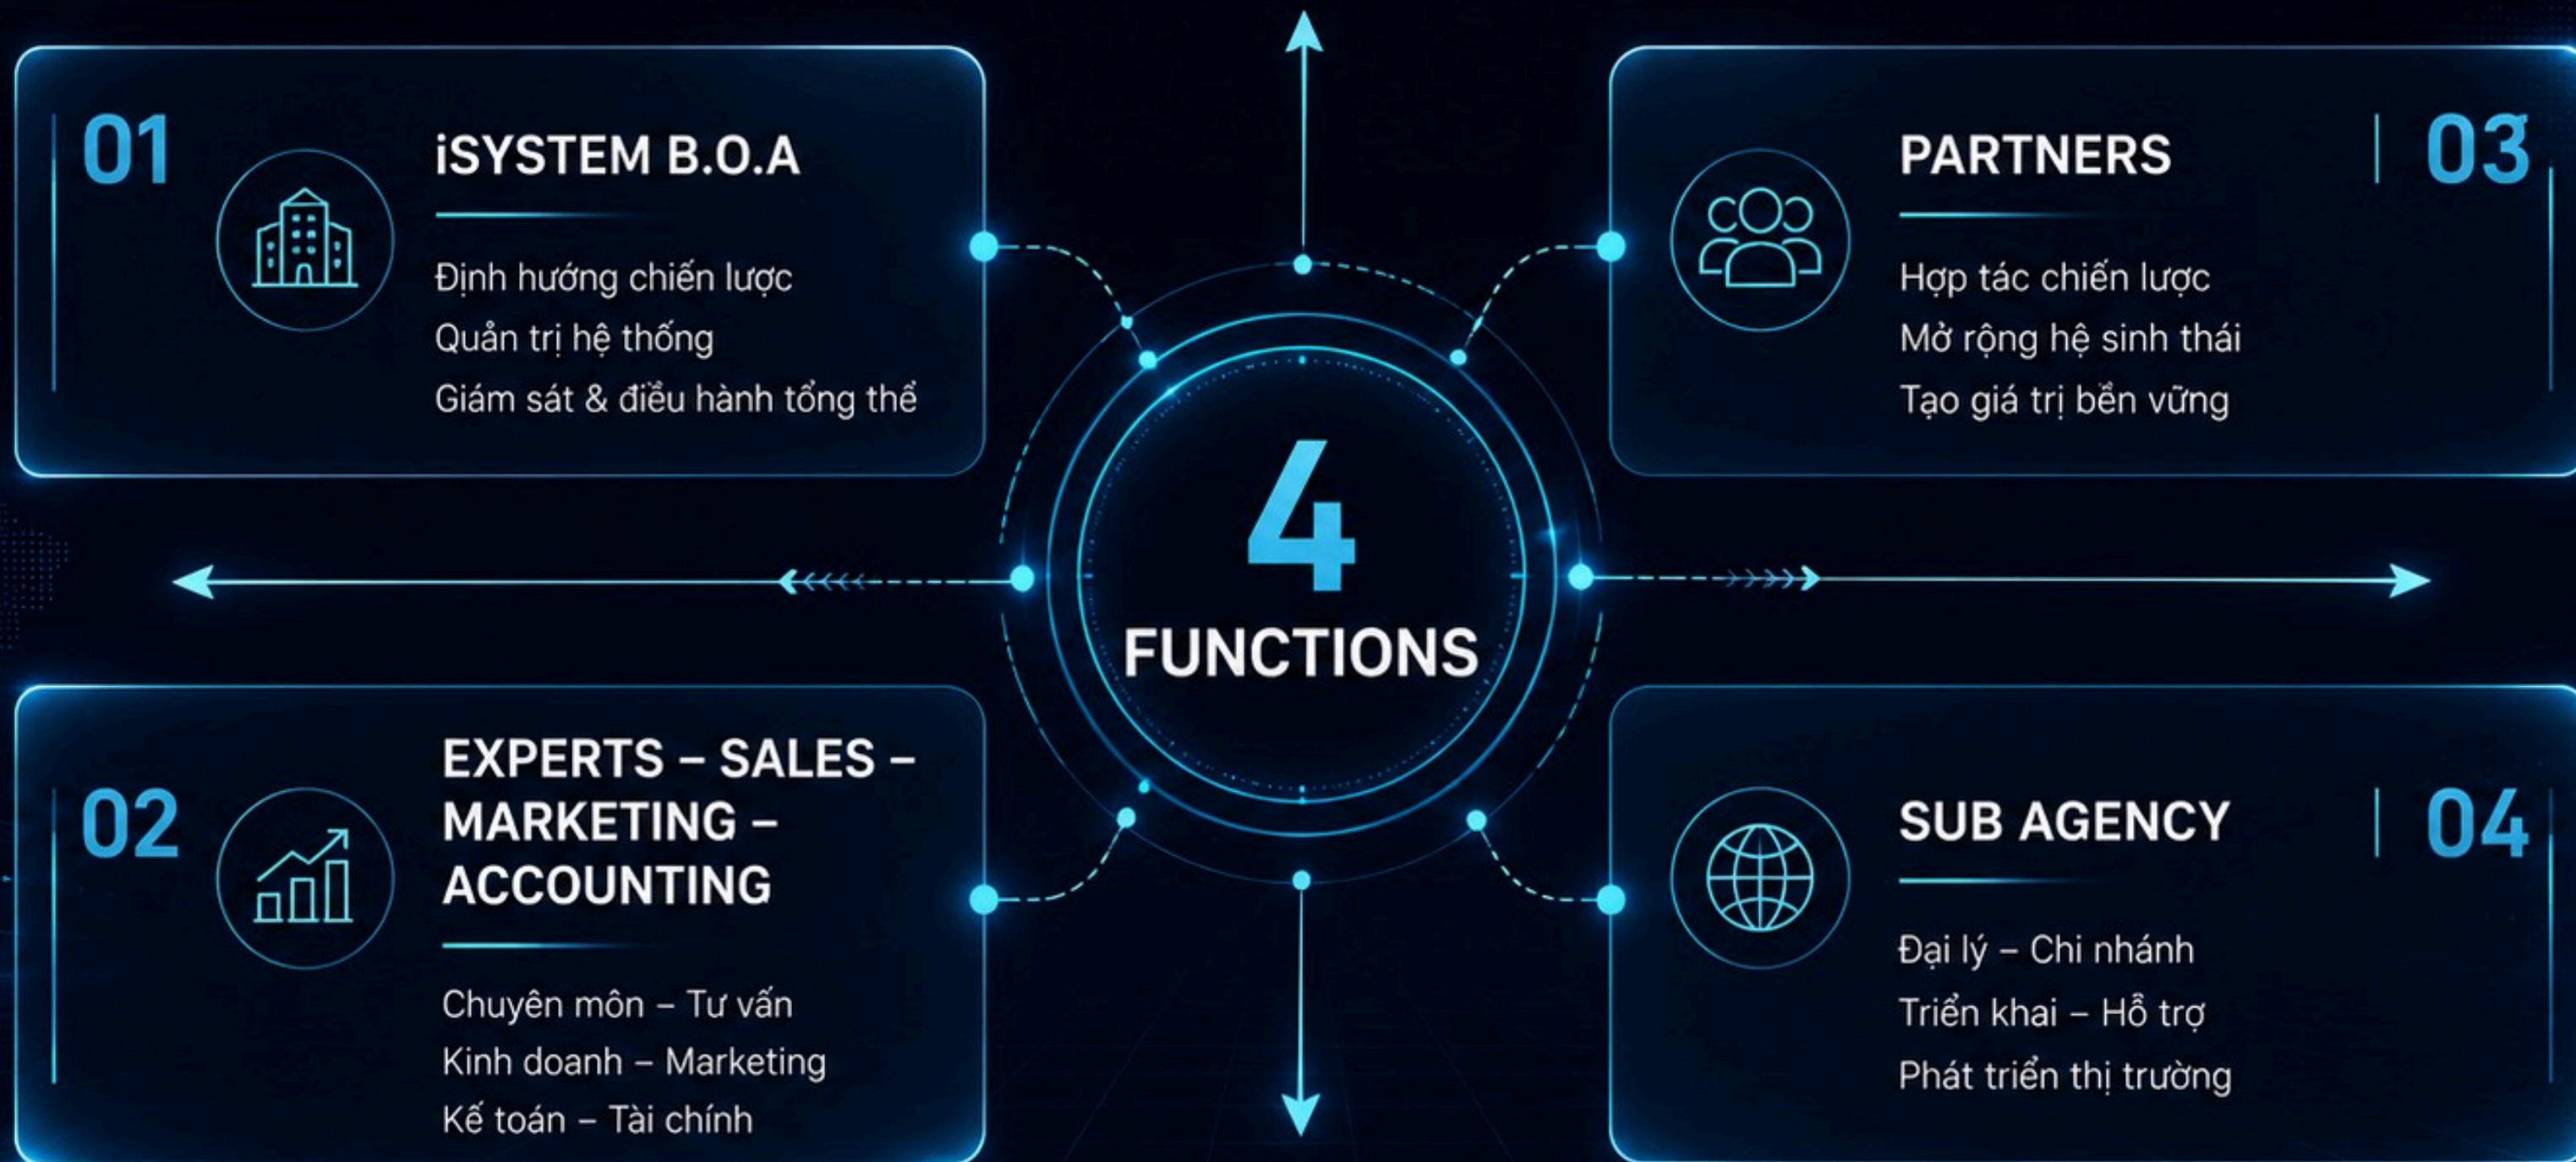 01
iSYSTEM B.O.A
Định hướng chiến lược
Quản trị hệ thống
Giám sát & điều hành tổng thể
02
EXPERTS – SALES –
MARKETING –
ACCOUNTING
Chuyên môn – Tư vấn
Kinh doanh – Marketing
Kế toán – Tài chính
4
FUNCTIONS
PARTNERS
03
Hợp tác chiến lược
Mở rộng hệ sinh thái
Tạo giá trị bền vững
SUB AGENCY
04
Đại lý – Chi nhánh
Triển khai – Hỗ trợ
Phát triển thị trường